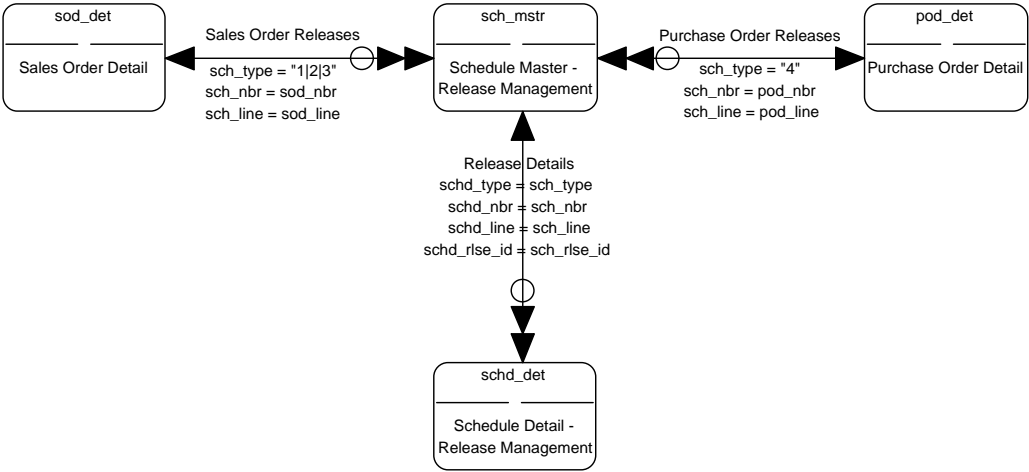 sod_det
Sales Order Detail
Sales Order Releases
sch_type = "1|2|3"
sch_nbr = sod_nbr
sch_line = sod_line
sch_mstr
Schedule Master -
Release Management
Purchase Order Releases
sch_type = "4"
sch_nbr = pod_nbr
sch_line = pod_line
pod_det
Purchase Order Detail
Release Details
schd_type = sch_type
schd_nbr = sch_nbr
schd_line = sch_line
schd_rlse_id = sch_rlse_id
schd_det
Schedule Detail -
Release Management